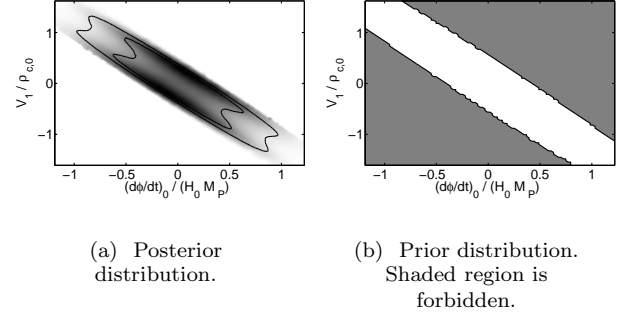 1
0
−1
V₁ / ρc,0
−1 −0.5 0 0.5 1
(dϕ/dt)₀ / (H₀ M_P)
1
0
−1
V₁ / ρc,0
−1 −0.5 0 0.5 1
(dϕ/dt)₀ / (H₀ M_P)
(a) Posterior
distribution.
(b) Prior distribution.
Shaded region is
forbidden.